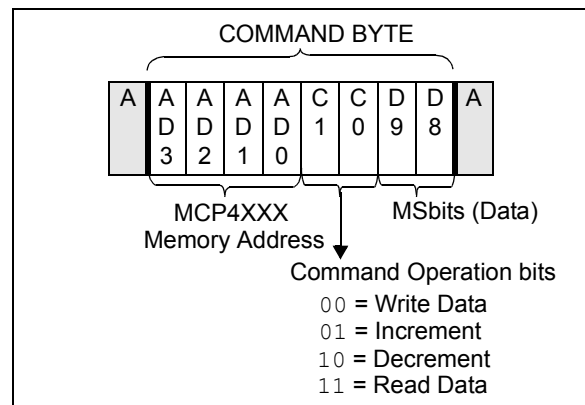 COMMAND BYTE
A A A A A C C D D A
D D D D 1 0 9 8
3 2 1 0
MCP4XXX
Memory Address
MSbits (Data)
Command Operation bits
00 = Write Data
01 = Increment
10 = Decrement
11 = Read Data